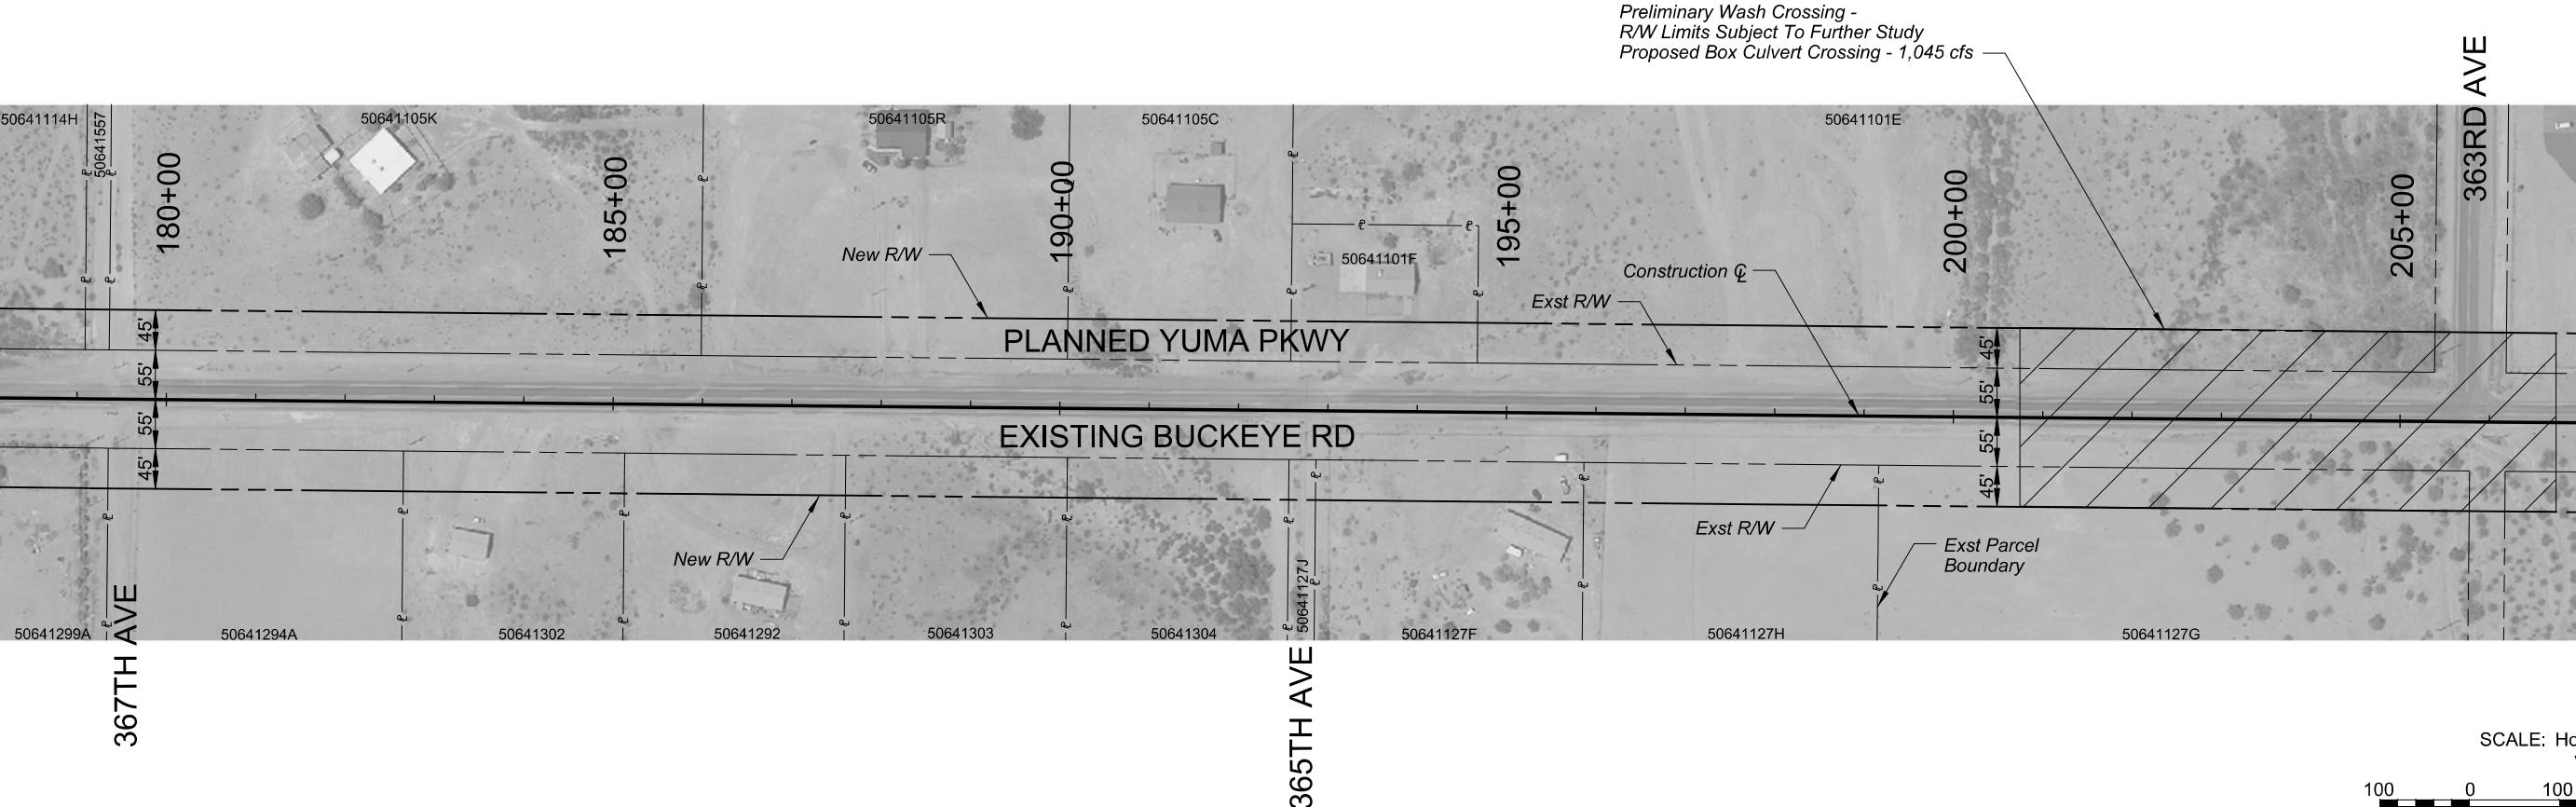 Preliminary Wash Crossing -
R/W Limits Subject To Further Study
Proposed Box Culvert Crossing - 1,045 cfs
363RD AVE
50641114H
50641557
50641105K
50641105R
50641105C
50641101E
180+00
185+00
190+00
195+00
200+00
205+00
New R/W
50641101F
Construction ℄
Exst R/W
45'
55'
55'
45'
PLANNED YUMA PKWY
EXISTING BUCKEYE RD
45'
55'
55'
45'
New R/W
Exst R/W
Exst Parcel
Boundary
50641299A
50641294A
50641302
50641292
50641303
50641304
50641127J
50641127F
50641127H
50641127G
367TH AVE
365TH AVE
SCALE: Ho
100 0 100